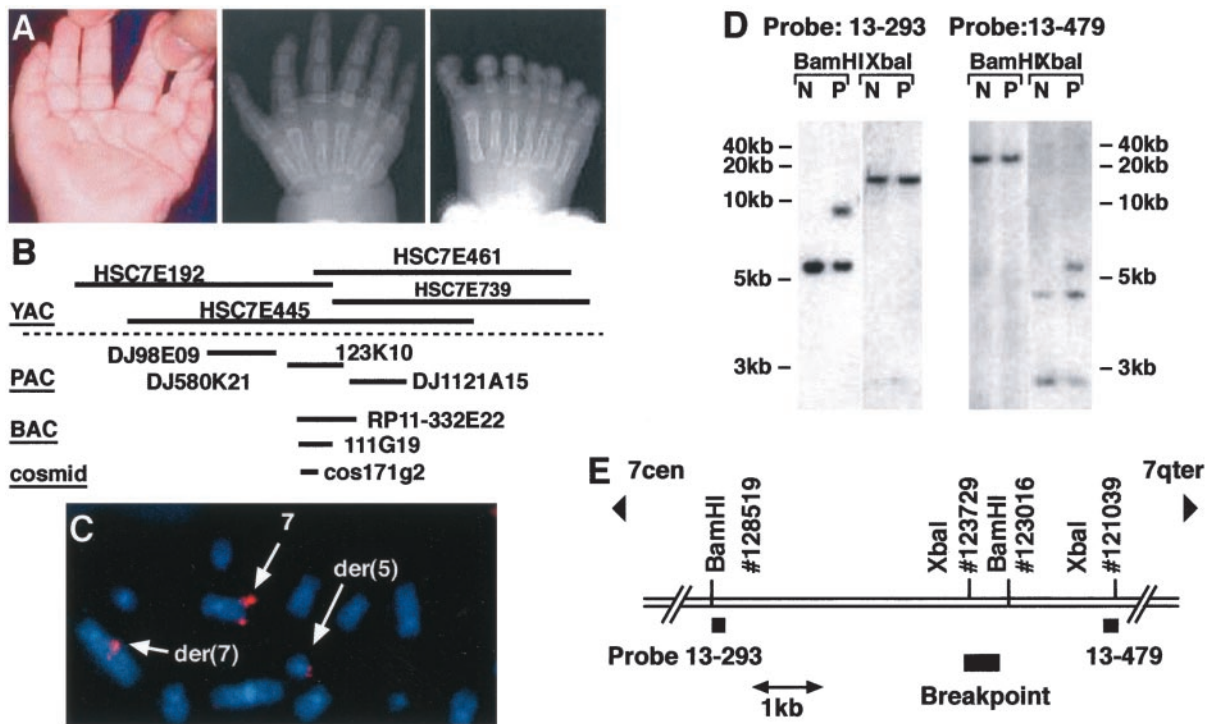 A
B
HSC7E461
HSC7E192
HSC7E739
HSC7E445
YAC
DJ98E09
123K10
DJ580K21
DJ1121A15
PAC
RP11-332E22
BAC
111G19
cosmid
cos171g2
C
7
der(5)
der(7)
D Probe: 13-293 Probe:13-479
BamHI XbaI BamHI XbaI
N P N P N P N P
40kb – – 40kb
20kb – – 20kb
10kb – – 10kb
5kb – – 5kb
3kb – – 3kb
E
7cen 7qter
BamHI
#128519
XbaI
#123729
BamHI
#123016
XbaI
#121039
Probe 13-293 13-479
Breakpoint
1kb